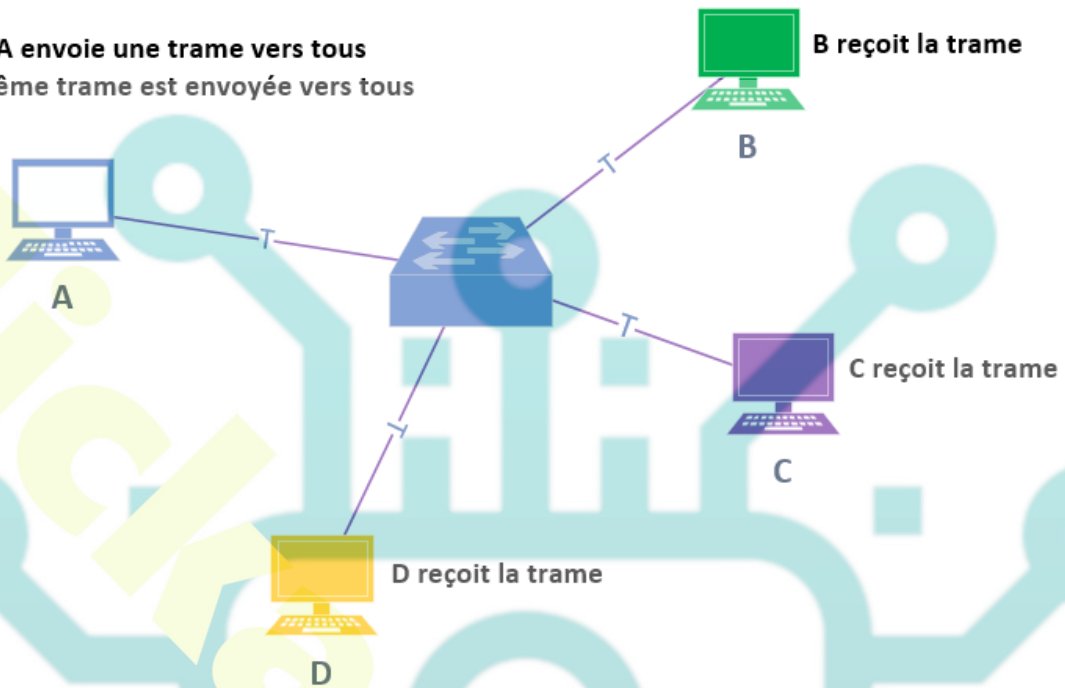 A envoie une trame vers tous
ême trame est envoyée vers tous
B reçoit la trame
B
T
A
T
T
C reçoit la trame
C
T
D reçoit la trame
D